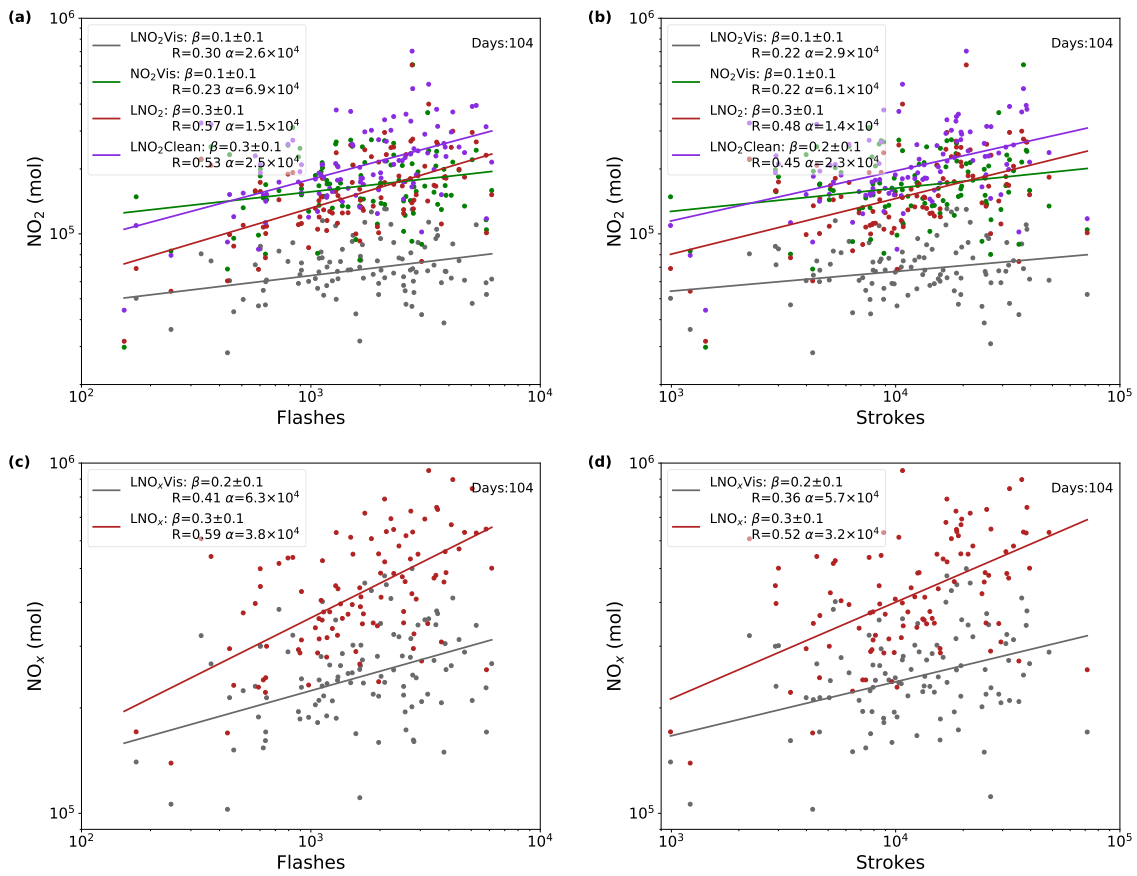 (a)
10⁶
LNO₂Vis: β=0.1±0.1
R=0.30 α=2.6×10⁴
NO₂Vis: β=0.1±0.1
R=0.23 α=6.9×10⁴
LNO₂: β=0.3±0.1
R=0.57 α=1.5×10⁴
LNO₂Clean: β=0.3±0.1
R=0.53 α=2.5×10⁴
Days:104
NO₂ (mol)
10⁵
10² 10³ 10⁴
Flashes
(b)
10⁶
LNO₂Vis: β=0.1±0.1
R=0.22 α=2.9×10⁴
NO₂Vis: β=0.1±0.1
R=0.22 α=6.1×10⁴
LNO₂: β=0.3±0.1
R=0.48 α=1.4×10⁴
LNO₂Clean: β=0.2±0.1
R=0.45 α=2.3×10⁴
Days:104
NO₂ (mol)
10⁵
10³ 10⁴ 10⁵
Strokes
(c)
10⁶
LNOₓVis: β=0.2±0.1
R=0.41 α=6.3×10⁴
LNOₓ: β=0.3±0.1
R=0.59 α=3.8×10⁴
Days:104
NOₓ (mol)
10⁵
10² 10³ 10⁴
Flashes
(d)
10⁶
LNOₓVis: β=0.2±0.1
R=0.36 α=5.7×10⁴
LNOₓ: β=0.3±0.1
R=0.52 α=3.2×10⁴
Days:104
NOₓ (mol)
10⁵
10³ 10⁴ 10⁵
Strokes